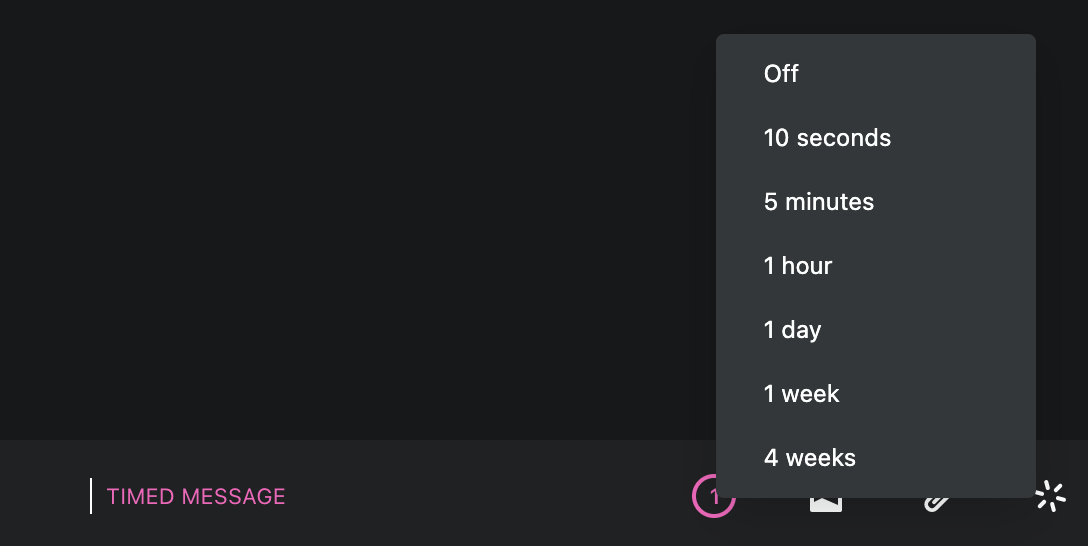 Off
10 seconds
5 minutes
1 hour
1 day
1 week
4 weeks
TIMED MESSAGE
1